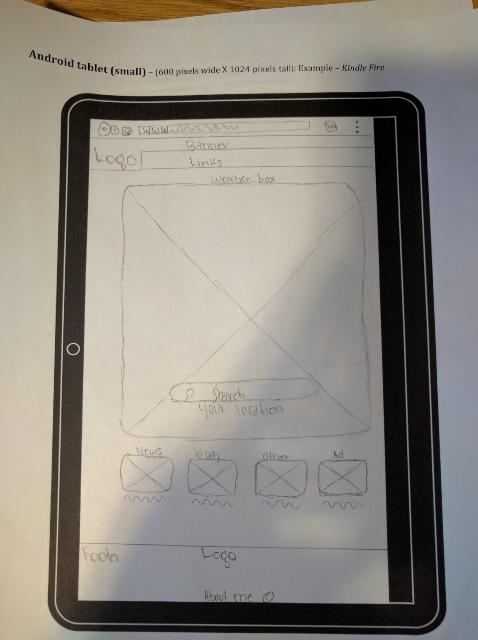 Android tablet (small) – (600 pixels wide X 1024 pixels tall): Example – Kindle Fire
www.
Banner
Logo
Links
Weather box
Search
your location
News 10 day Other Ad
Footer Logo
About me ©